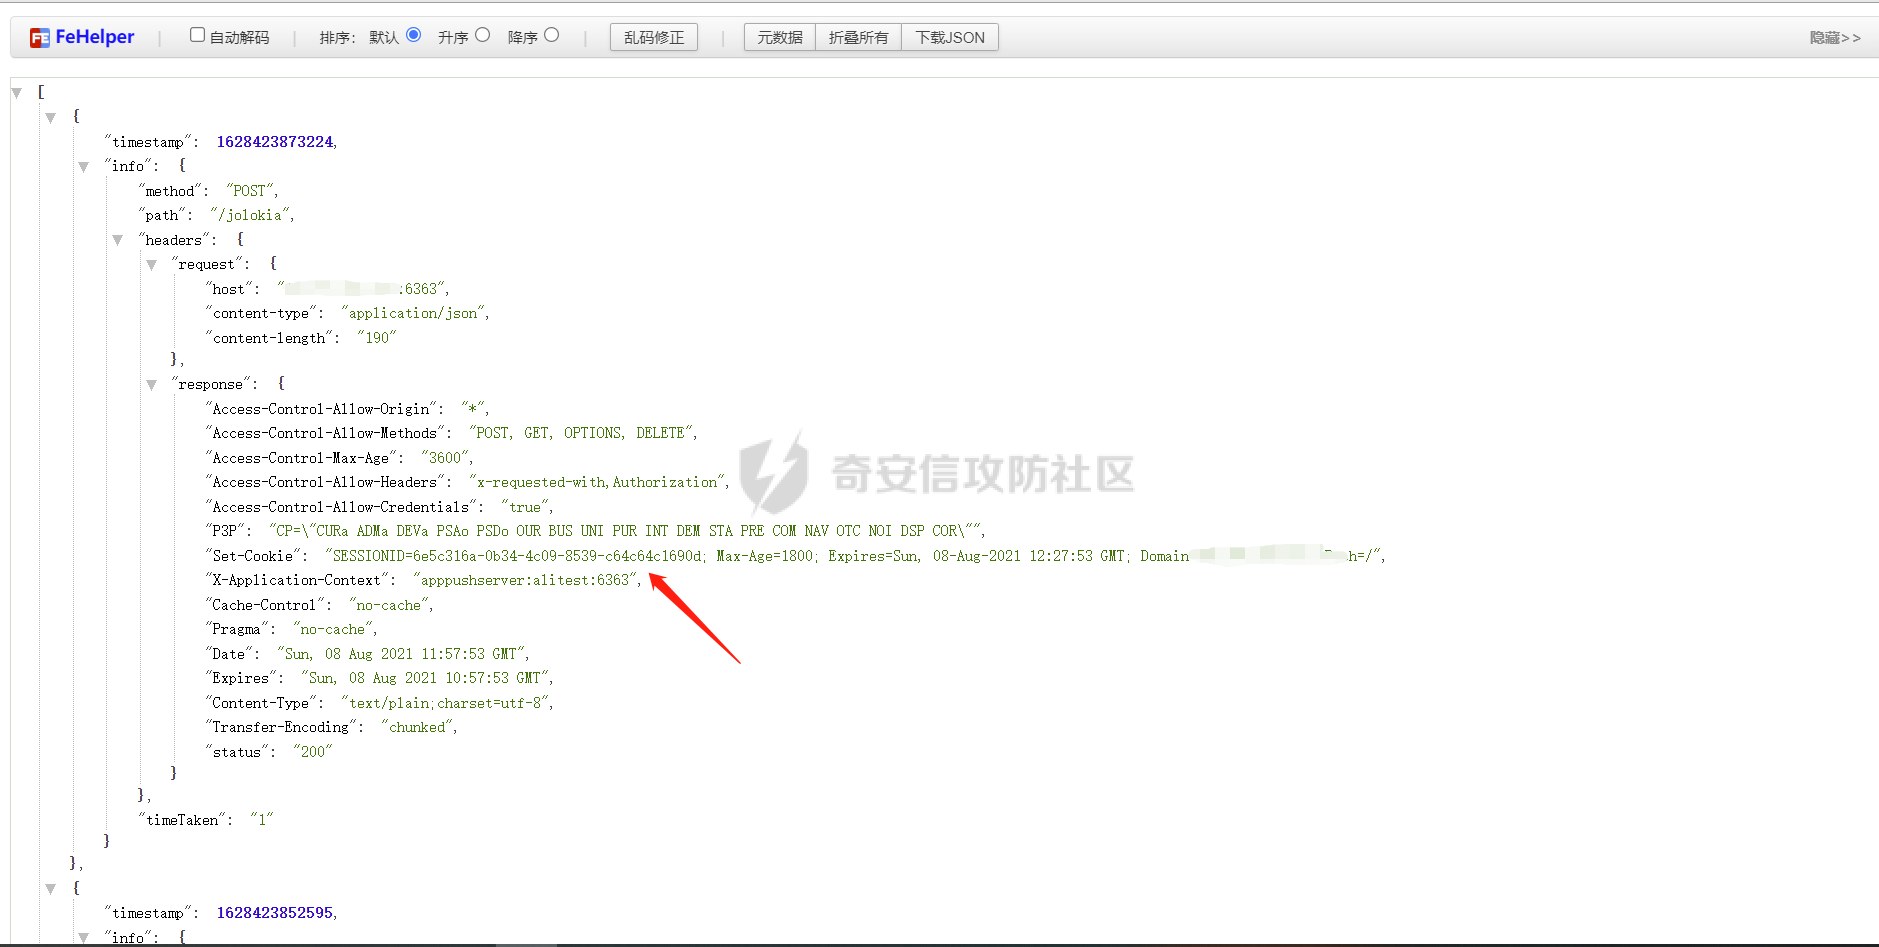 FeHelper | 自动解码 | 排序： 默认 升序 降序 | 乱码修正 | 元数据 折叠所有 下载JSON 隐藏>>
[
{
"timestamp": 1628423873224,
"info": {
"method": "POST",
"path": "/jolokia",
"headers": {
"request": {
"host": ":6363",
"content-type": "application/json",
"content-length": "190"
},
"response": {
"Access-Control-Allow-Origin": "*",
"Access-Control-Allow-Methods": "POST, GET, OPTIONS, DELETE",
"Access-Control-Max-Age": "3600",
"Access-Control-Allow-Headers": "x-requested-with,Authorization",
"Access-Control-Allow-Credentials": "true",
"P3P": "CP=\"CURa ADMa DEVa PSAo PSDo OUR BUS UNI PUR INT DEM STA PRE COM NAV OTC NOI DSP COR\"",
"Set-Cookie": "SESSIONID=6e5c316a-0b34-4c09-8539-c64c64c1690d; Max-Age=1800; Expires=Sun, 08-Aug-2021 12:27:53 GMT; Domain h=/",
"X-Application-Context": "apppushserver:alitest:6363",
"Cache-Control": "no-cache",
"Pragma": "no-cache",
"Date": "Sun, 08 Aug 2021 11:57:53 GMT",
"Expires": "Sun, 08 Aug 2021 10:57:53 GMT",
"Content-Type": "text/plain;charset=utf-8",
"Transfer-Encoding": "chunked",
"status": "200"
}
},
"timeTaken": "1"
}
},
{
"timestamp": 1628423852595,
"info": {
奇安信攻防社区